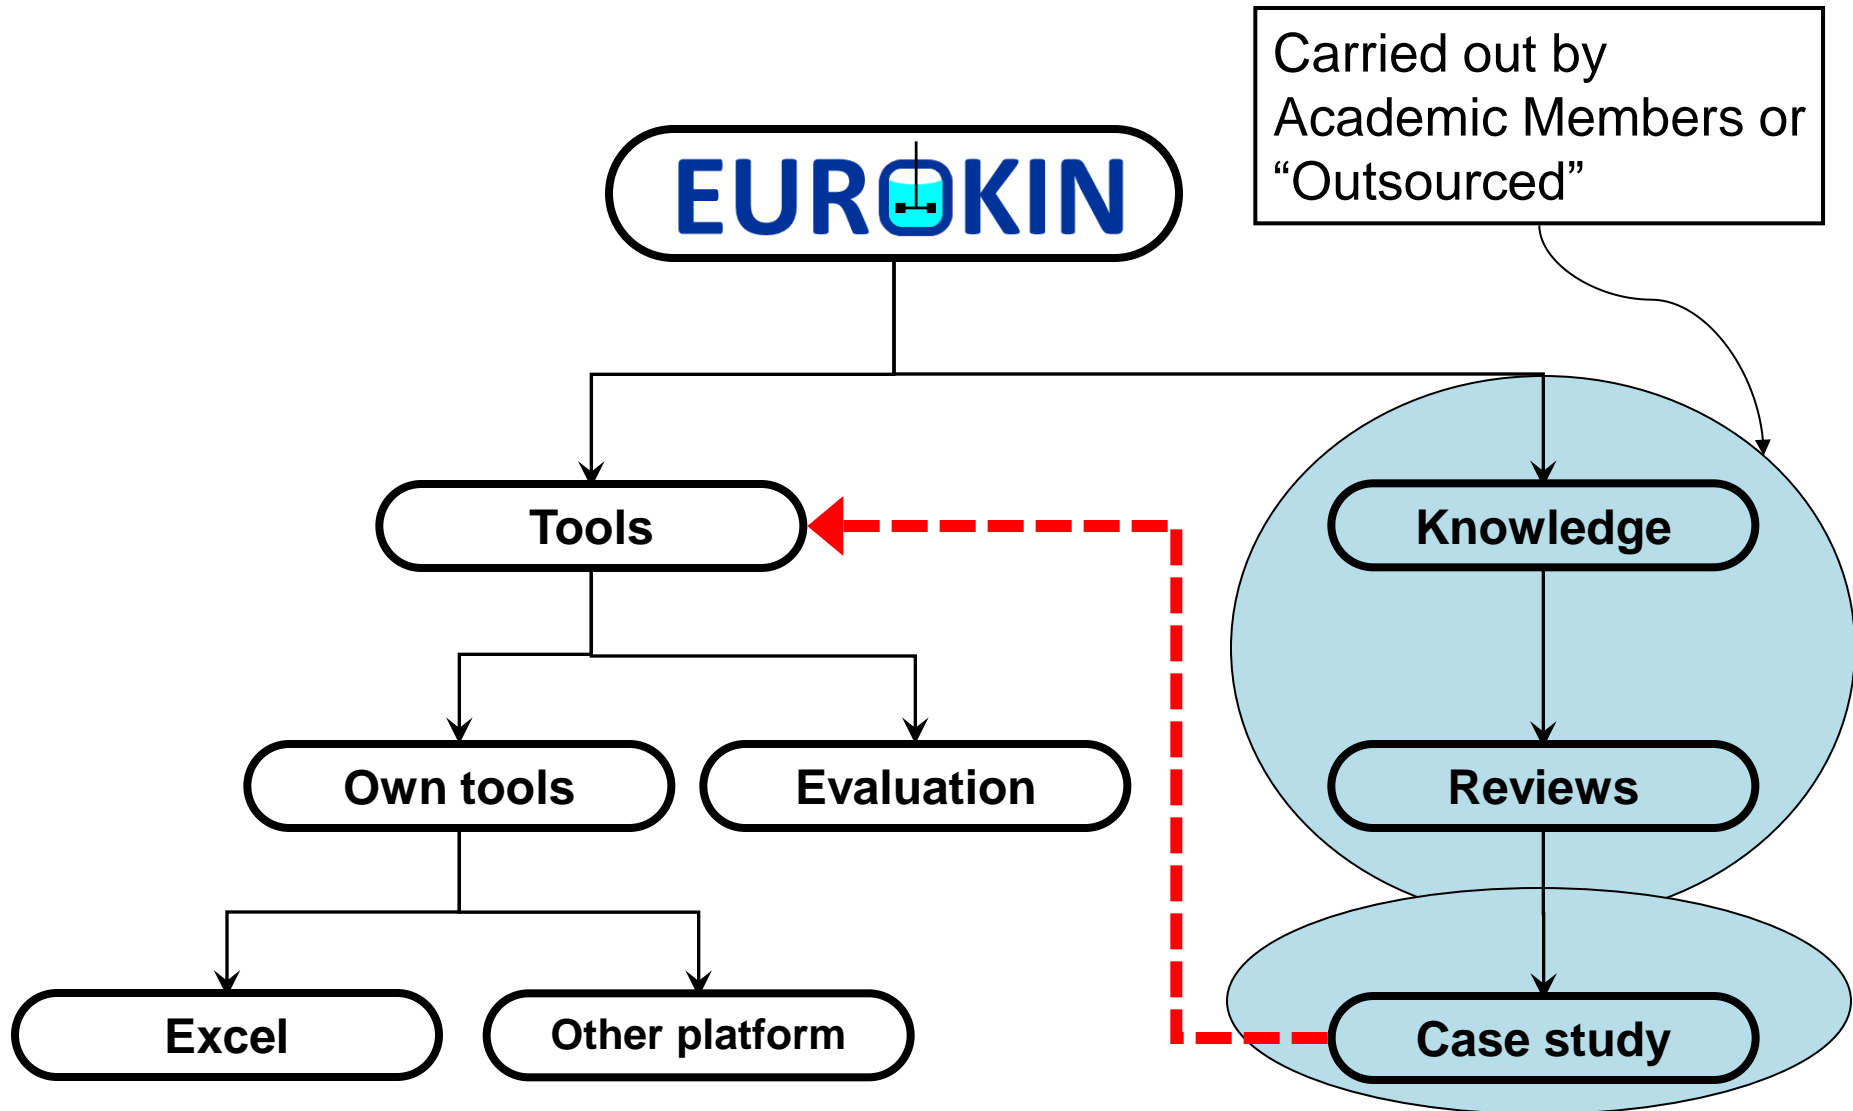 Carried out by
Academic Members or
“Outsourced”
EUROKIN
Tools
Knowledge
Own tools
Evaluation
Reviews
Excel
Other platform
Case study